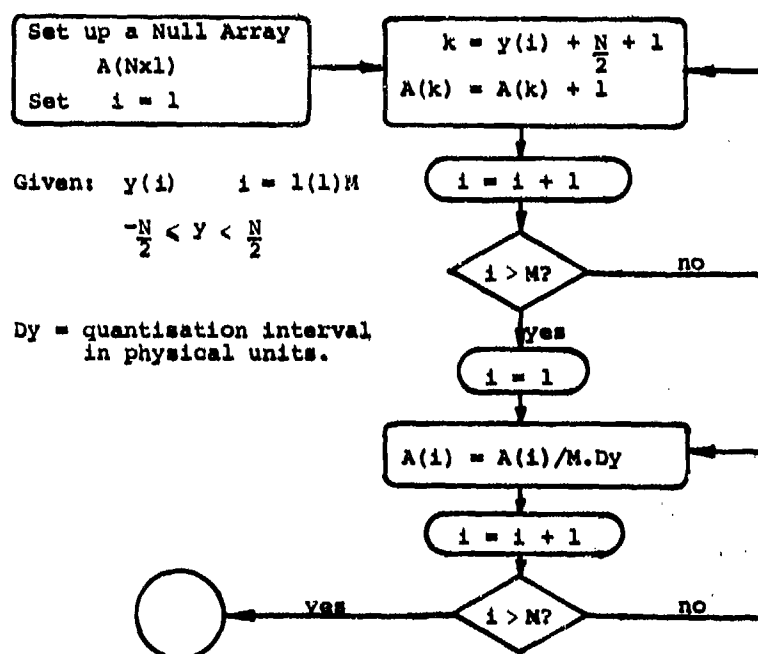 Set up a Null Array
A(Nx1)
Set i = 1
k = y(i) + N/2 + 1
A(k) = A(k) + 1
Given: y(i) i = 1(1)M
-N/2 ⩽ y < N/2
Dy = quantisation interval
in physical units.
i = i + 1
i > M?
no
yes
i = 1
A(i) = A(i)/M.Dy
i = i + 1
i > M?
no
yes